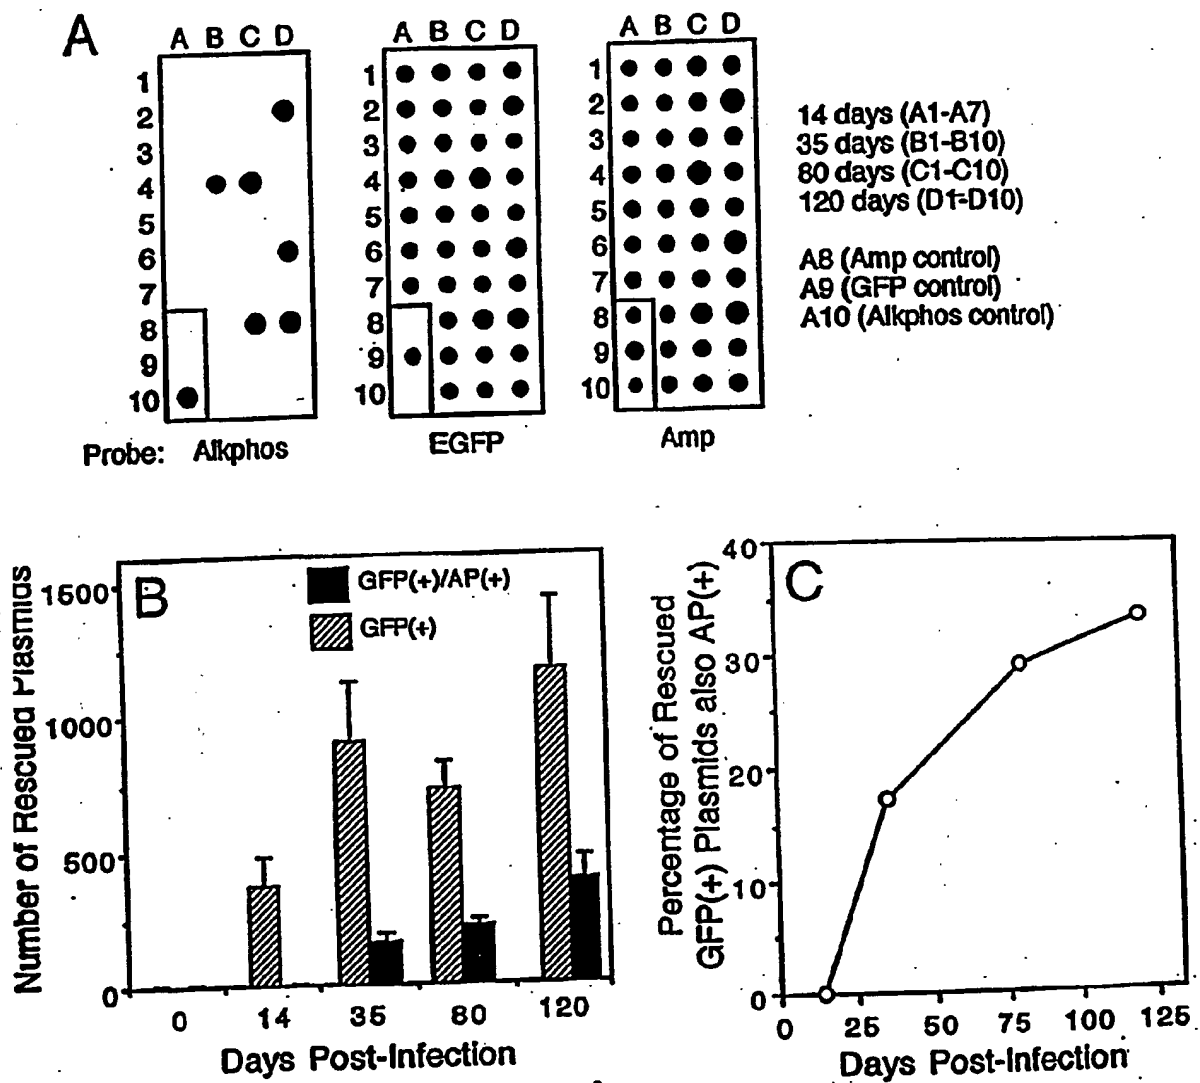 A
A B C D
A B C D
A B C D
1
2
3
4
5
6
7
8
9
10
1
2
3
4
5
6
7
8
9
10
1
2
3
4
5
6
7
8
9
10
14 days (A1-A7)
35 days (B1-B10)
80 days (C1-C10)
120 days (D1-D10)
A8 (Amp control)
A9 (GFP control)
A10 (Alkphos control)
Probe: Alkphos
EGFP
Amp
B
GFP(+)/AP(+)
GFP(+)
Number of Rescued Plasmids
1500
1000
500
0
0 14 35 80 120
Days Post-Infection
C
Percentage of Rescued
GFP(+) Plasmids also AP(+)
40
30
20
10
0
0 25 50 75 100 125
Days Post-Infection